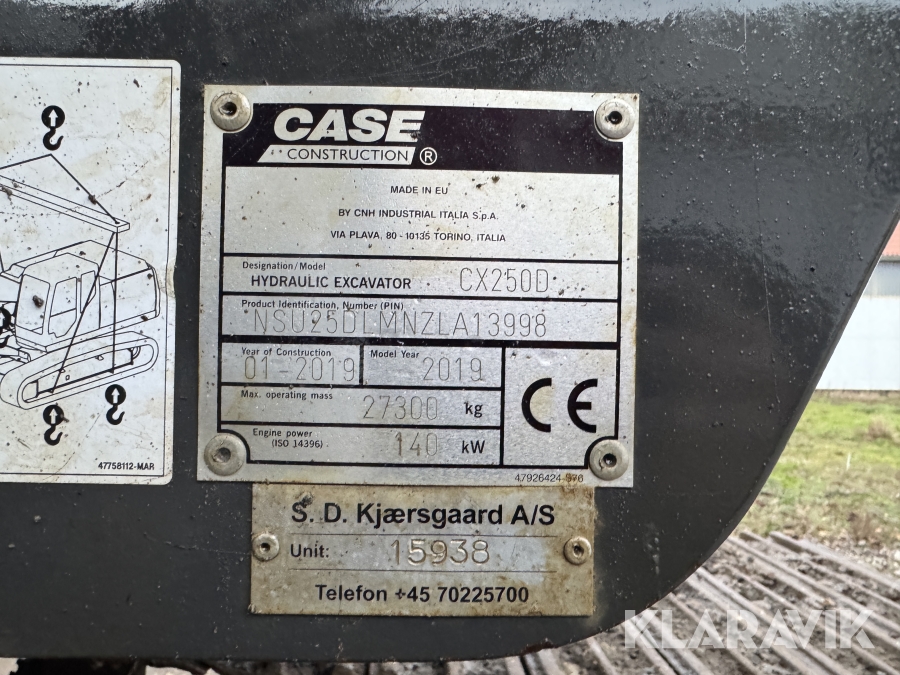 CASE
CONSTRUCTION ®
MADE IN EU
BY CNH INDUSTRIAL ITALIA S.p.A.
VIA PLAVA, 80 - 10135 TORINO, ITALIA
Designation/Model
HYDRAULIC EXCAVATOR CX250D
Product Identification, Number (PIN)
NSU25DLMNZLA13998
Year of Construction Model Year
01-2019 2019
Max. operating mass
27300 kg
Engine power
(ISO 14396) 140 kW
CE
47926424-976
47758112-MAR
S. D. Kjærsgaard A/S
Unit: 15938
Telefon +45 70225700
KLARAVIK